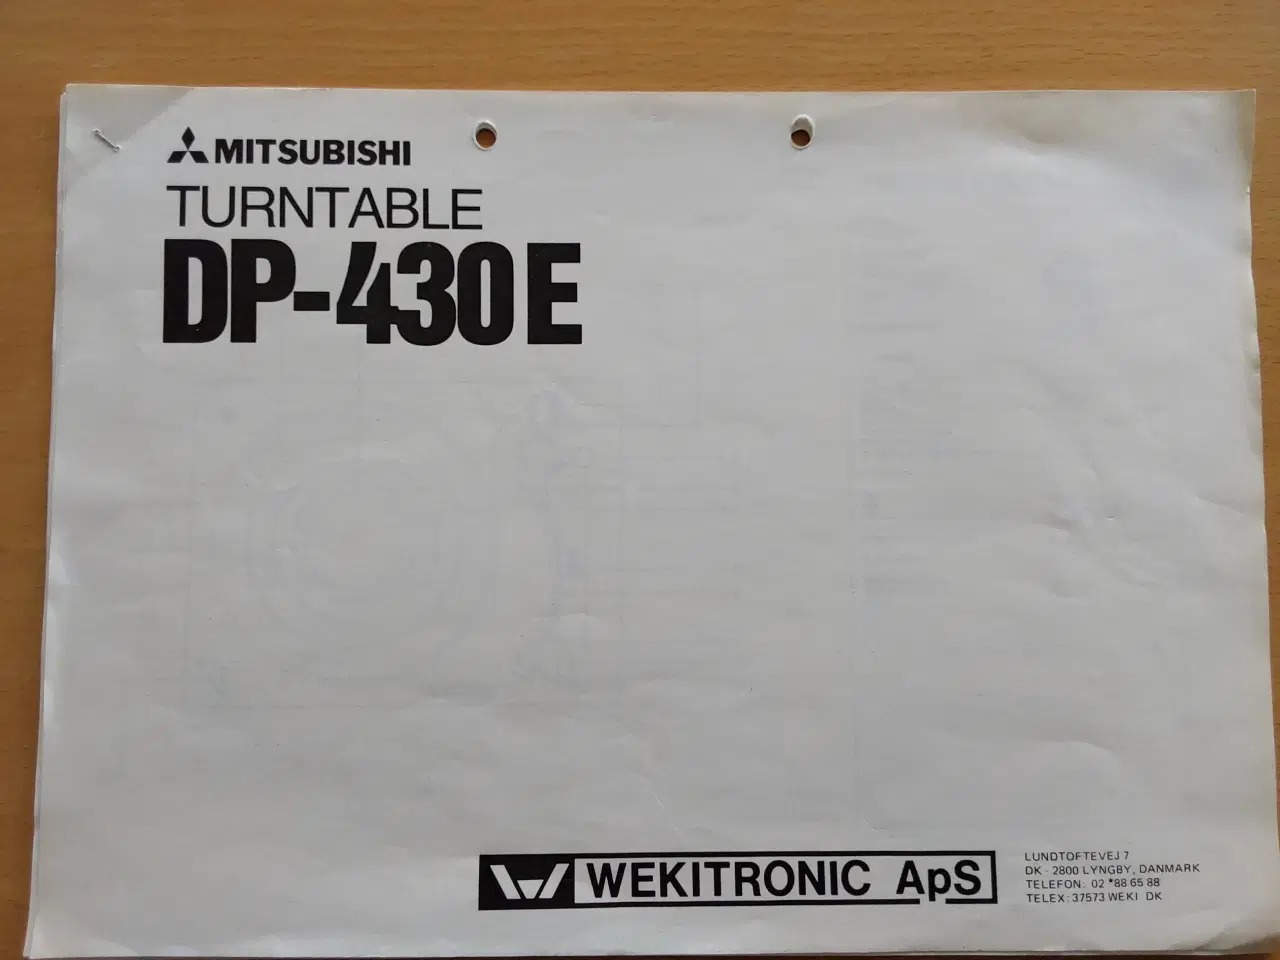 MITSUBISHI
TURNTABLE
DP-430E
WEKITRONIC ApS
LUNDTOFTEVEJ 7
DK - 2800 LYNGBY, DANMARK
TELEFON: 02 *88 65 88
TELEX: 37573 WEKI DK